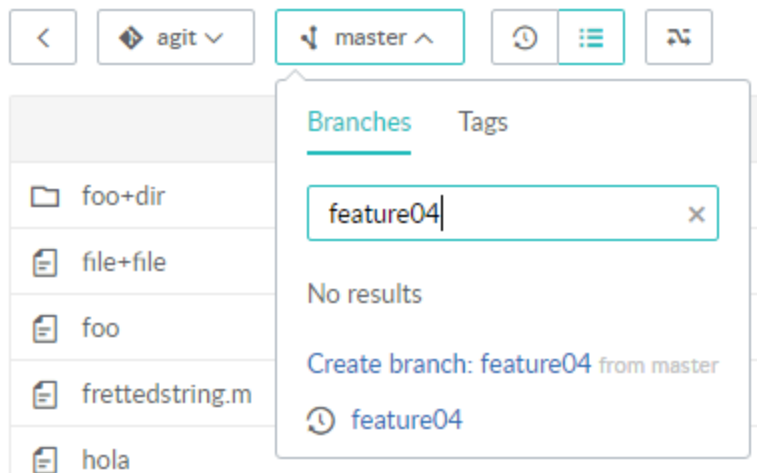 agit
master
Branches Tags
feature04
No results
Create branch: feature04 from master
feature04
foo+dir
file+file
foo
frettedstring.m
hola